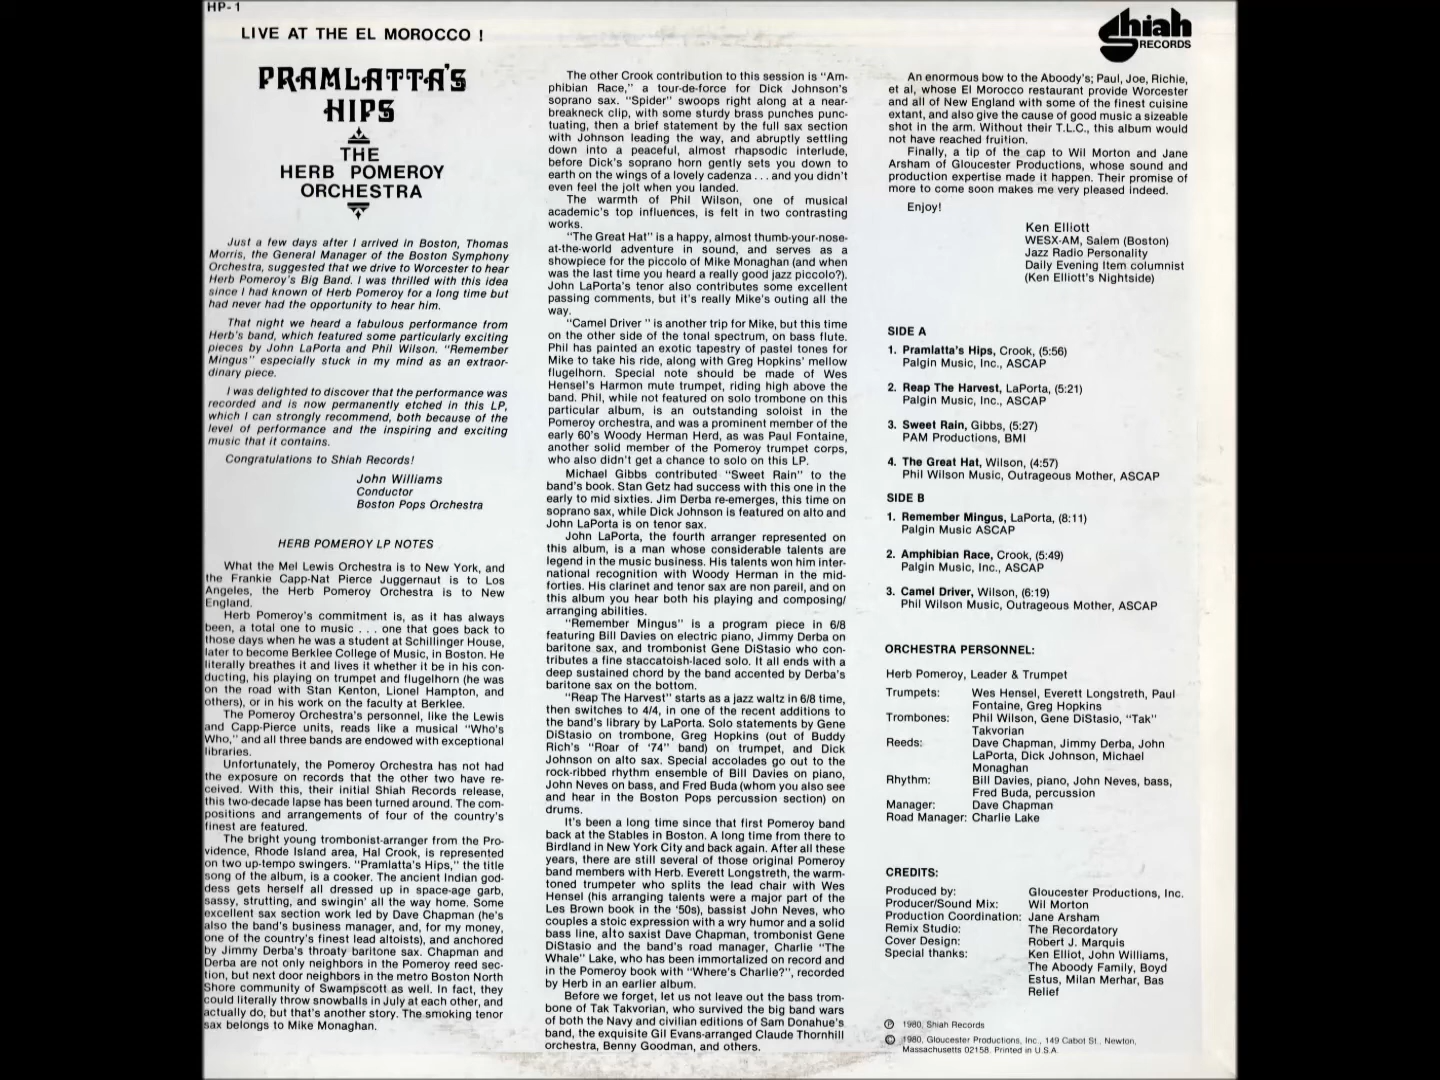 HP-1
LIVE AT THE EL MOROCCO !
PRAMLATTA'S
HIPS
THE
HERB POMEROY
ORCHESTRA
Just a few days after I arrived in Boston, Thomas
Morris, the General Manager of the Boston Symphony
Orchestra, suggested that we drive to Worcester to hear
Herb Pomeroy's Big Band. I was thrilled with this idea
since I had known of Herb Pomeroy for a long time but
had never had the opportunity to hear him.
That night we heard a fabulous performance from
Herb's band, which featured some particularly exciting
pieces by John LaPorta and Phil Wilson. "Remember
Mingus" especially stuck in my mind as an extraor-
dinary piece.
I was delighted to discover that the performance was
recorded and is now permanently etched in this LP,
which I can strongly recommend, both because of the
level of performance and the inspiring and exciting
music that it contains.
Congratulations to Shiah Records!
John Williams
Conductor
Boston Pops Orchestra
HERB POMEROY LP NOTES
What the Mel Lewis Orchestra is to New York, and
the Frankie Capp-Nat Pierce Juggernaut is to Los
Angeles, the Herb Pomeroy Orchestra is to New
England.
Herb Pomeroy's commitment is, as it has always
been, a total one to music . . . one that goes back to
those days when he was a student at Schillinger House,
later to become Berklee College of Music, in Boston. He
literally breathes it and lives it whether it be in his con-
ducting, his playing on trumpet and flugelhorn (he was
on the road with Stan Kenton, Lionel Hampton, and
others), or in his work on the faculty at Berklee.
The Pomeroy Orchestra's personnel, like the Lewis
and Capp-Pierce units, reads like a musical "Who's
Who," and all three bands are endowed with exceptional
libraries.
Unfortunately, the Pomeroy Orchestra has not had
the exposure on records that the other two have re-
ceived. With this, their initial Shiah Records release,
this two-decade lapse has been turned around. The com-
positions and arrangements of four of the country's
finest are featured.
The bright young trombonist-arranger from the Pro-
vidence, Rhode Island area, Hal Crook, is represented
on two up-tempo swingers. "Pramlatta's Hips," the title
song of the album, is a cooker. The ancient Indian god-
dess gets herself all dressed up in space-age garb,
sassy, strutting, and swingin' all the way home. Some
excellent sax section work led by Dave Chapman (he's
also the band's business manager, and, for my money,
one of the country's finest lead altoists), and anchored
by Jimmy Derba's throaty baritone sax. Chapman and
Derba are not only neighbors in the Pomeroy reed sec-
tion, but next door neighbors in the metro Boston North
Shore community of Swampscott as well. In fact, they
could literally throw snowballs in July at each other, and
actually do, but that's another story. The smoking tenor
sax belongs to Mike Monaghan.
The other Crook contribution to this session is "Am-
phibian Race," a tour-de-force for Dick Johnson's
soprano sax. "Spider" swoops right along at a near-
breakneck clip, with some sturdy brass punches punc-
tuating, then a brief statement by the full sax section
with Johnson leading the way, and abruptly settling
down into a peaceful, almost rhapsodic interlude,
before Dick's soprano horn gently sets you down to
earth on the wings of a lovely cadenza . . . and you didn't
even feel the jolt when you landed.
The warmth of Phil Wilson, one of musical
academic's top influences, is felt in two contrasting
works.
"The Great Hat" is a happy, almost thumb-your-nose-
at-the-world adventure in sound, and serves as a
showpiece for the piccolo of Mike Monaghan (and when
was the last time you heard a really good jazz piccolo?).
John LaPorta's tenor also contributes some excellent
passing comments, but it's really Mike's outing all the
way.
"Camel Driver " is another trip for Mike, but this time
on the other side of the tonal spectrum, on bass flute.
Phil has painted an exotic tapestry of pastel tones for
Mike to take his ride, along with Greg Hopkins' mellow
flugelhorn. Special note should be made of Wes
Hensel's Harmon mute trumpet, riding high above the
band. Phil, while not featured on solo trombone on this
particular album, is an outstanding soloist in the
Pomeroy orchestra, and was a prominent member of the
early 60's Woody Herman Herd, as was Paul Fontaine,
another solid member of the Pomeroy trumpet corps,
who also didn't get a chance to solo on this LP.
Michael Gibbs contributed "Sweet Rain" to the
band's book. Stan Getz had success with this one in the
early to mid sixties. Jim Derba re-emerges, this time on
soprano sax, while Dick Johnson is featured on alto and
John LaPorta is on tenor sax.
John LaPorta, the fourth arranger represented on
this album, is a man whose considerable talents are
legend in the music business. His talents won him inter-
national recognition with Woody Herman in the mid-
forties. His clarinet and tenor sax are non pareil, and on
this album you hear both his playing and composing/
arranging abilities.
"Remember Mingus" is a program piece in 6/8
featuring Bill Davies on electric piano, Jimmy Derba on
baritone sax, and trombonist Gene DiStasio who con-
tributes a fine staccatoish-laced solo. It all ends with a
deep sustained chord by the band accented by Derba's
baritone sax on the bottom.
"Reap The Harvest" starts as a jazz waltz in 6/8 time,
then switches to 4/4, in one of the recent additions to
the band's library by LaPorta. Solo statements by Gene
DiStasio on trombone, Greg Hopkins (out of Buddy
Rich's "Roar of '74" band) on trumpet, and Dick
Johnson on alto sax. Special accolades go out to the
rock-ribbed rhythm ensemble of Bill Davies on piano,
John Neves on bass, and Fred Buda (whom you also see
and hear in the Boston Pops percussion section) on
drums.
It's been a long time since that first Pomeroy band
back at the Stables in Boston. A long time from there to
Birdland in New York City and back again. After all these
years, there are still several of those original Pomeroy
band members with Herb. Everett Longstreth, the warm-
toned trumpeter who splits the lead chair with Wes
Hensel (his arranging talents were a major part of the
Les Brown book in the '50s), bassist John Neves, who
couples a stoic expression with a wry humor and a solid
bass line, alto saxist Dave Chapman, trombonist Gene
DiStasio and the band's road manager, Charlie "The
Whale" Lake, who has been immortalized on record and
in the Pomeroy book with "Where's Charlie?", recorded
by Herb in an earlier album.
Before we forget, let us not leave out the bass trom-
bone of Tak Takvorian, who survived the big band wars
of both the Navy and civilian editions of Sam Donahue's
band, the exquisite Gil Evans-arranged Claude Thornhill
orchestra, Benny Goodman, and others.
Shiah
RECORDS
An enormous bow to the Aboody's; Paul, Joe, Richie,
et al, whose El Morocco restaurant provide Worcester
and all of New England with some of the finest cuisine
extant, and also give the cause of good music a sizeable
shot in the arm. Without their T.L.C., this album would
not have reached fruition.
Finally, a tip of the cap to Wil Morton and Jane
Arsham of Gloucester Productions, whose sound and
production expertise made it happen. Their promise of
more to come soon makes me very pleased indeed.
Enjoy!
Ken Elliott
WESX-AM, Salem (Boston)
Jazz Radio Personality
Daily Evening Item columnist
(Ken Elliott's Nightside)
SIDE A
1. Pramlatta's Hips, Crook, (5:56)
Palgin Music, Inc., ASCAP
2. Reap The Harvest, LaPorta, (5:21)
Palgin Music, Inc., ASCAP
3. Sweet Rain, Gibbs, (5:27)
PAM Productions, BMI
4. The Great Hat, Wilson, (4:57)
Phil Wilson Music, Outrageous Mother, ASCAP
SIDE B
1. Remember Mingus, LaPorta, (8:11)
Palgin Music ASCAP
2. Amphibian Race, Crook, (5:49)
Palgin Music, Inc., ASCAP
3. Camel Driver, Wilson, (6:19)
Phil Wilson Music, Outrageous Mother, ASCAP
ORCHESTRA PERSONNEL:
Herb Pomeroy, Leader & Trumpet
Trumpets: Wes Hensel, Everett Longstreth, Paul
Fontaine, Greg Hopkins
Trombones: Phil Wilson, Gene DiStasio, "Tak"
Takvorian
Reeds: Dave Chapman, Jimmy Derba, John
LaPorta, Dick Johnson, Michael
Monaghan
Rhythm: Bill Davies, piano, John Neves, bass,
Fred Buda, percussion
Manager: Dave Chapman
Road Manager: Charlie Lake
CREDITS:
Produced by: Gloucester Productions, Inc.
Producer/Sound Mix: Wil Morton
Production Coordination: Jane Arsham
Remix Studio: The Recordatory
Cover Design: Robert J. Marquis
Special thanks: Ken Elliot, John Williams,
The Aboody Family, Boyd
Estus, Milan Merhar, Bas
Relief
℗ 1980, Shiah Records
© 1980, Gloucester Productions, Inc., 149 Cabot St., Newton,
Massachusetts 02158. Printed in U.S.A.